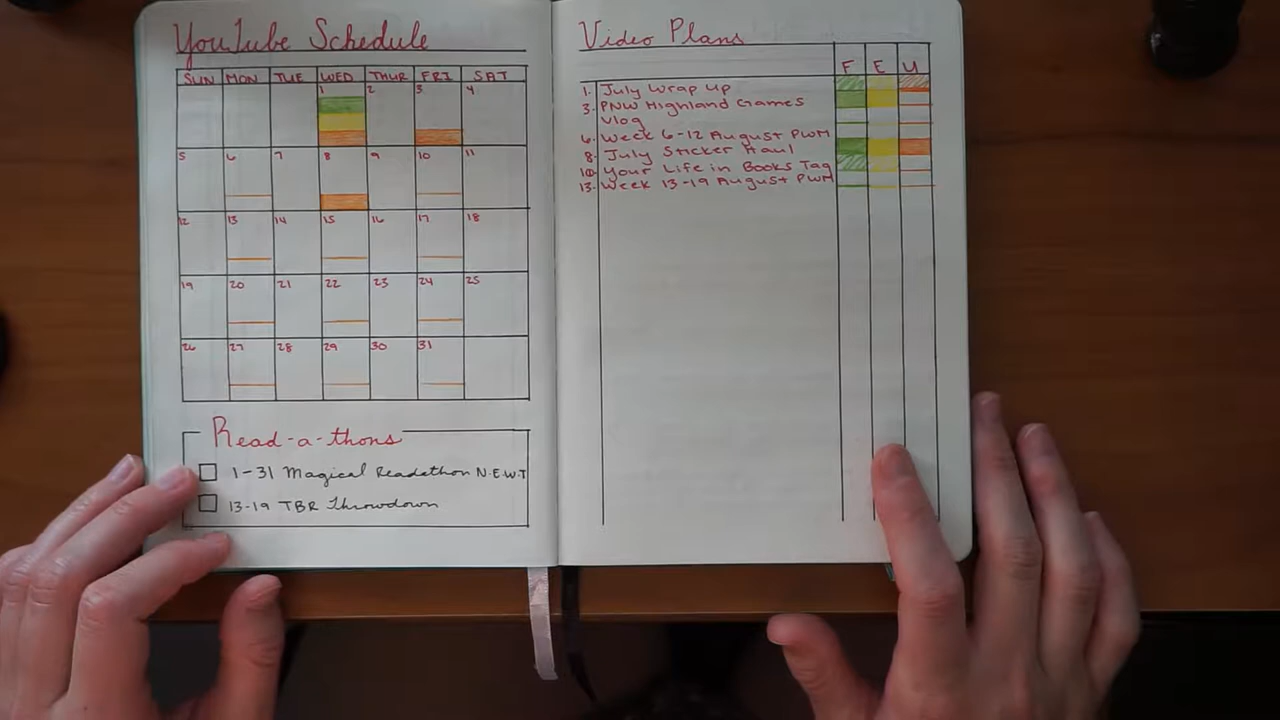 YouTube Schedule
SUN MON TUE WED THUR FRI SAT
1 2 3 4
5 6 7 8 9 10 11
12 13 14 15 16 17 18
19 20 21 22 23 24 25
26 27 28 29 30 31
Read-a-thons
1-31 Magical Readathon N.E.W.T
13-19 TBR Throwdown
Video Plans
F E U
1. July Wrap Up
3. PNW Highland Games
Vlog
6. Week 6-12 August PWM
8. July Sticker Haul
10. Your Life in Books Tag
13. Week 13-19 August PWM